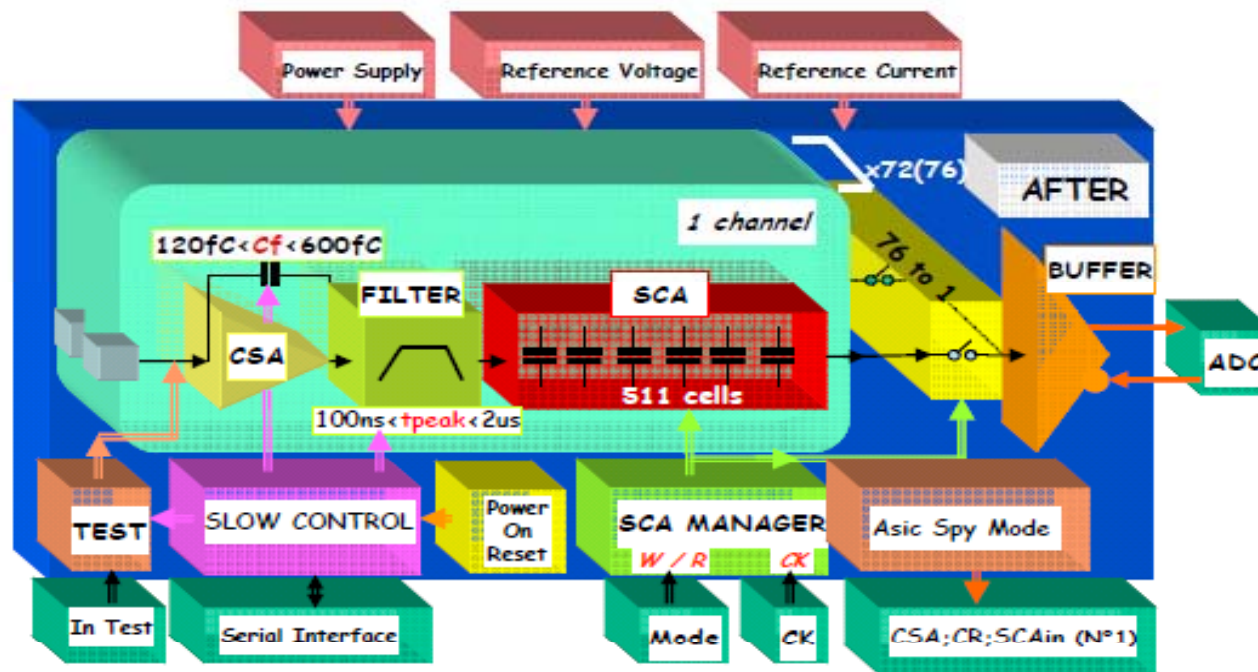 Power Supply
Reference Voltage
Reference Current
x72(76)
AFTER
1 channel
120fC<Cf<600fC
FILTER
SCA
76 to 1
BUFFER
CSA
ADC
511 cells
100ns<tpeak<2us
TEST
SLOW CONTROL
Power
On
Reset
SCA MANAGER
W / R
CK
Asic Spy Mode
In Test
Serial Interface
Mode
CK
CSA;CR;SCAin (N°1)